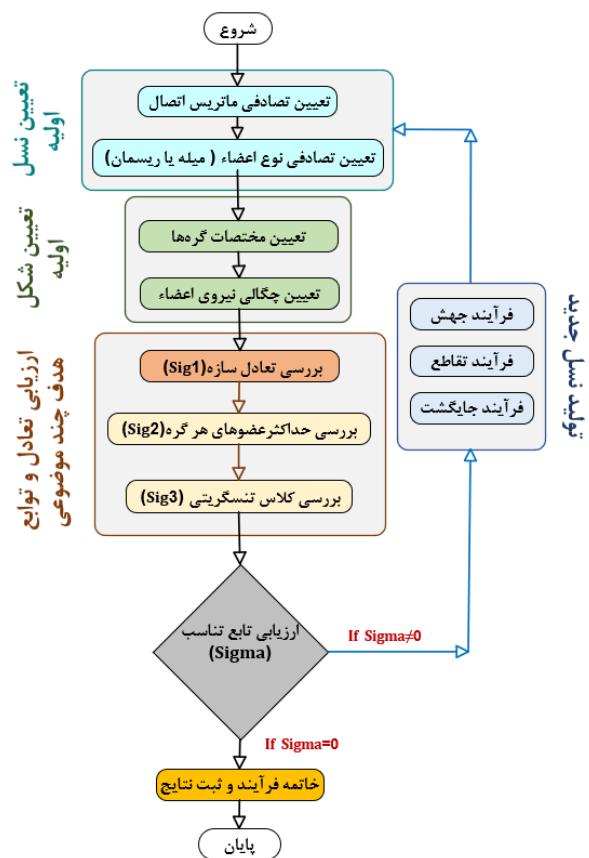 شروع
تعیین نسل
اولیه
تعیین تصادفی ماتریس اتصال
تعیین تصادفی نوع اعضاء ( میله یا ریسمان)
تعیین شکل
اولیه
تعیین مختصات گره‌ها
تعیین چگالی نیروی اعضاء
ارزیابی تعادل و توابع
هدف چند موضوعی
بررسی تعادل سازه(Sig1)
بررسی حداکثرعضوهای هر گره(Sig2)
بررسی کلاس تنسگریتی (Sig3)
تولید نسل جدید
فرآیند جهش
فرآیند تقاطع
فرآیند جایگشت
ارزیابی تابع تناسب
(Sigma)
If Sigma≠0
If Sigma=0
خاتمه فرآیند و ثبت نتایج
پایان